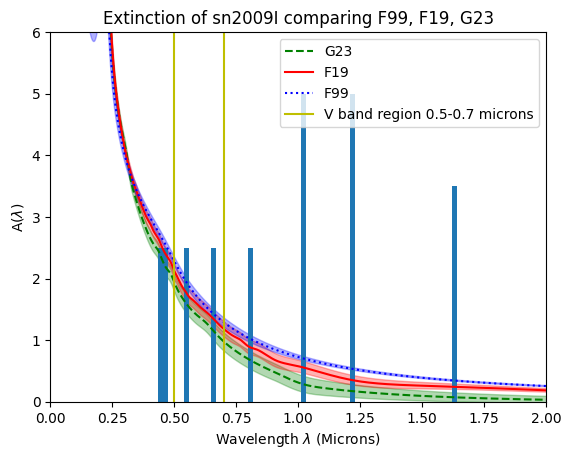 Extinction of sn2009I comparing F99, F19, G23
G23
F19
F99
V band region 0.5-0.7 microns
A(λ)
6
5
4
3
2
1
0
0.00 0.25 0.50 0.75 1.00 1.25 1.50 1.75 2.00
Wavelength λ (Microns)